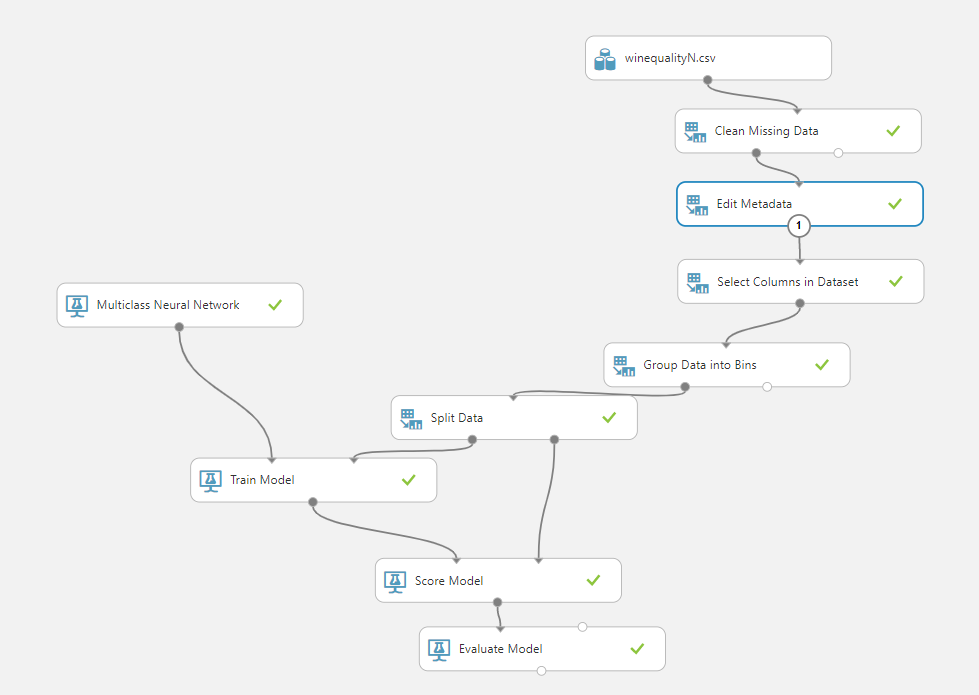 winequalityN.csv
Clean Missing Data
Edit Metadata
1
Select Columns in Dataset
Multiclass Neural Network
Group Data into Bins
Split Data
Train Model
Score Model
Evaluate Model